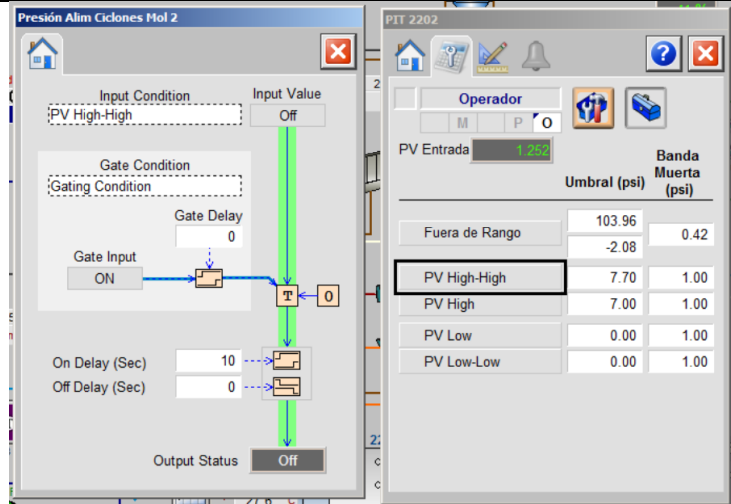 Presión Alim Ciclones Mol 2
Input Condition
Input Value
PV High-High
Off
Gate Condition
Gating Condition
Gate Delay
0
Gate Input
ON
T
O
On Delay (Sec)
10
Off Delay (Sec)
0
Output Status
Off
PIT 2202
Operador
M P O
PV Entrada
1.252
Umbral (psi)
Banda
Muerta
(psi)
Fuera de Rango
103.96
-2.08
0.42
PV High-High 7.70 1.00
PV High 7.00 1.00
PV Low 0.00 1.00
PV Low-Low 0.00 1.00